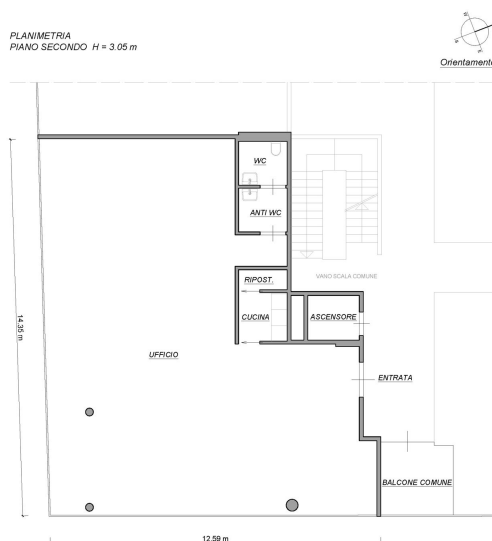 PLANIMETRIA
PIANO SECONDO H = 3.05 m
Orientamento
WC
ANTI WC
VANO SCALA COMUNE
RIPOST.
CUCINA
ASCENSORE
14.35 m
UFFICIO
ENTRATA
BALCONE COMUNE
12.59 m